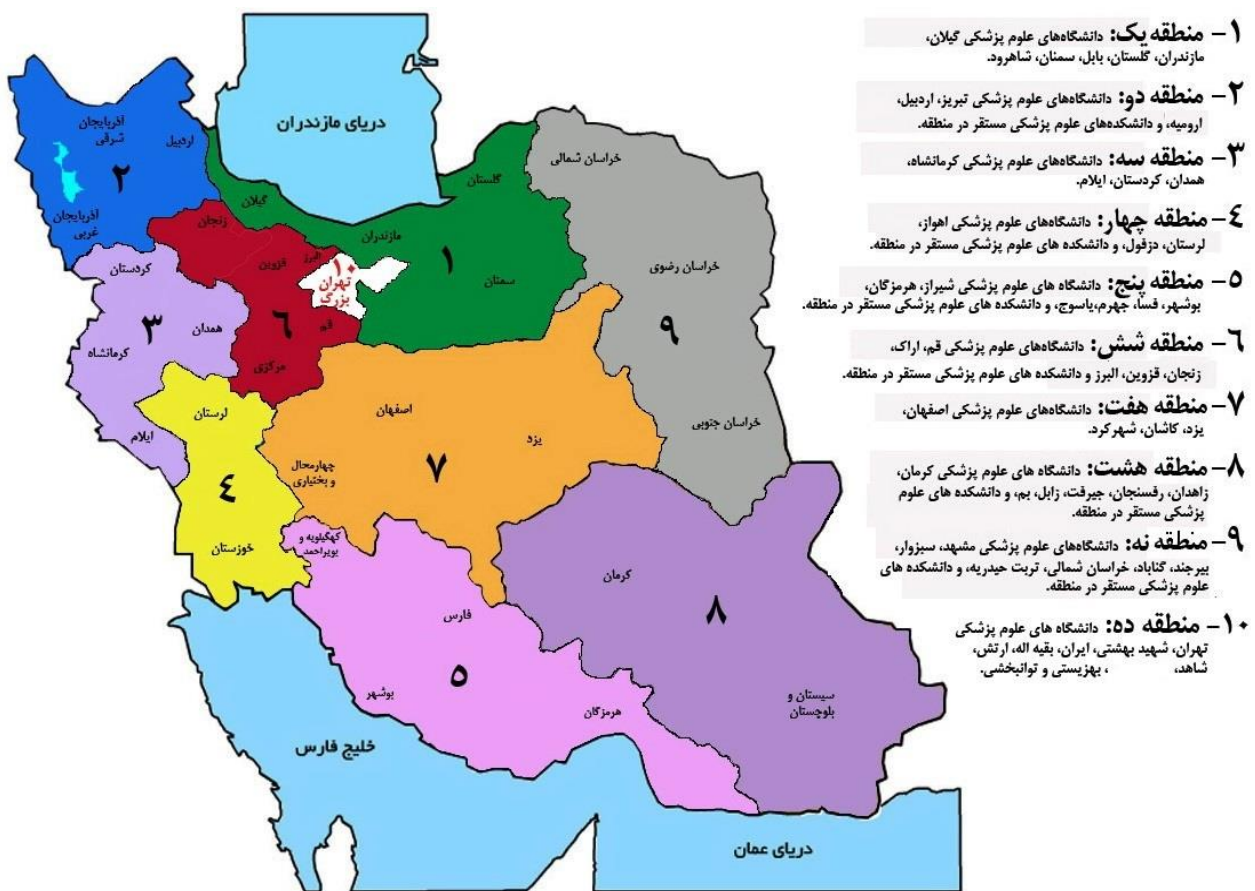 ۱- منطقه یک: دانشگاه‌های علوم پزشکی گیلان،
مازندران، گلستان، بابل، سمنان، شاهرود.
۲- منطقه دو: دانشگاه‌های علوم پزشکی تبریز، اردبیل،
ارومیه، و دانشکده‌های علوم پزشکی مستقر در منطقه.
۳- منطقه سه: دانشگاه‌های علوم پزشکی کرمانشاه،
همدان، کردستان، ایلام.
۴- منطقه چهار: دانشگاه‌های علوم پزشکی اهواز،
لرستان، دزفول، و دانشکده های علوم پزشکی مستقر در منطقه.
۵- منطقه پنج: دانشگاه های علوم پزشکی شیراز، هرمزگان،
بوشهر، فسا، جهرم،یاسوج، و دانشکده های علوم پزشکی مستقر در منطقه.
۶- منطقه شش: دانشگاه‌های علوم پزشکی قم، اراک،
زنجان، قزوین، البرز و دانشکده های علوم پزشکی مستقر در منطقه.
۷- منطقه هفت: دانشگاه‌های علوم پزشکی اصفهان،
یزد، کاشان، شهرکرد.
۸- منطقه هشت: دانشگاه های علوم پزشکی کرمان،
زاهدان، رفسنجان، جیرفت، زابل، بم، و دانشکده های علوم
پزشکی مستقر در منطقه.
۹- منطقه نه: دانشگاه‌های علوم پزشکی مشهد، سبزوار،
بیرجند، گناباد، خراسان شمالی، تربت حیدریه، و دانشکده های
علوم پزشکی مستقر در منطقه.
۱۰- منطقه ده: دانشگاه های علوم پزشکی
تهران، شهید بهشتی، ایران، بقیه اله، ارتش،
شاهد، ، بهزیستی و توانبخشی.
دریای مازندران
آذربایجان
شرقی
اردبیل
۲
آذربایجان
غربی
گیلان
گلستان
مازندران
۱
سمنان
خراسان شمالی
خراسان رضوی
۹
خراسان جنوبی
زنجان
قزوین
البرز
۱۰
تهران
بزرگ
۶
قم
مرکزی
کردستان
۳
همدان
کرمانشاه
ایلام
لرستان
۴
خوزستان
اصفهان
یزد
۷
چهارمحال
و بختیاری
کهگیلویه و
بویراحمد
فارس
۵
بوشهر
هرمزگان
کرمان
۸
سیستان و
بلوچستان
خلیج فارس
دریای عمان